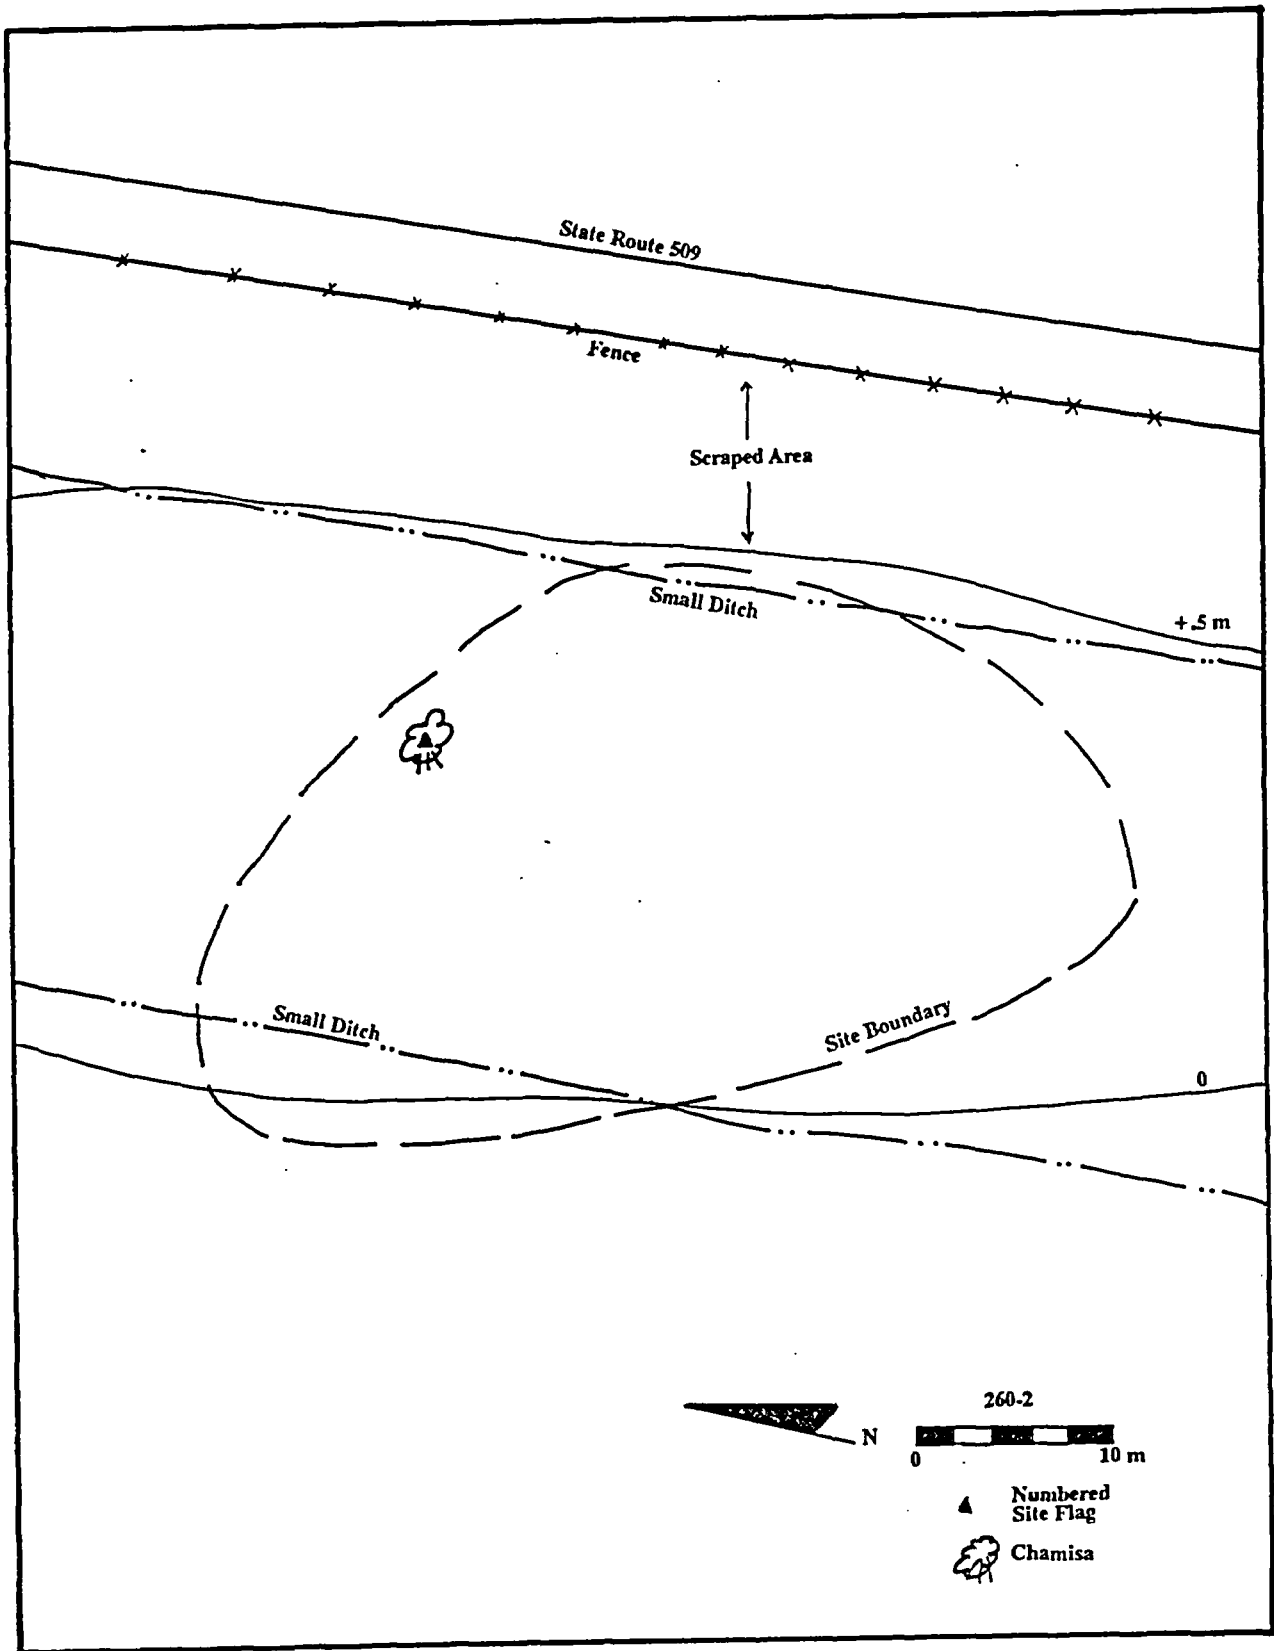 State Route 509
Fence
Scraped Area
Small Ditch
+.5 m
Small Ditch
Site Boundary
0
N
260-2
0
10 m
Numbered
Site Flag
Chamisa